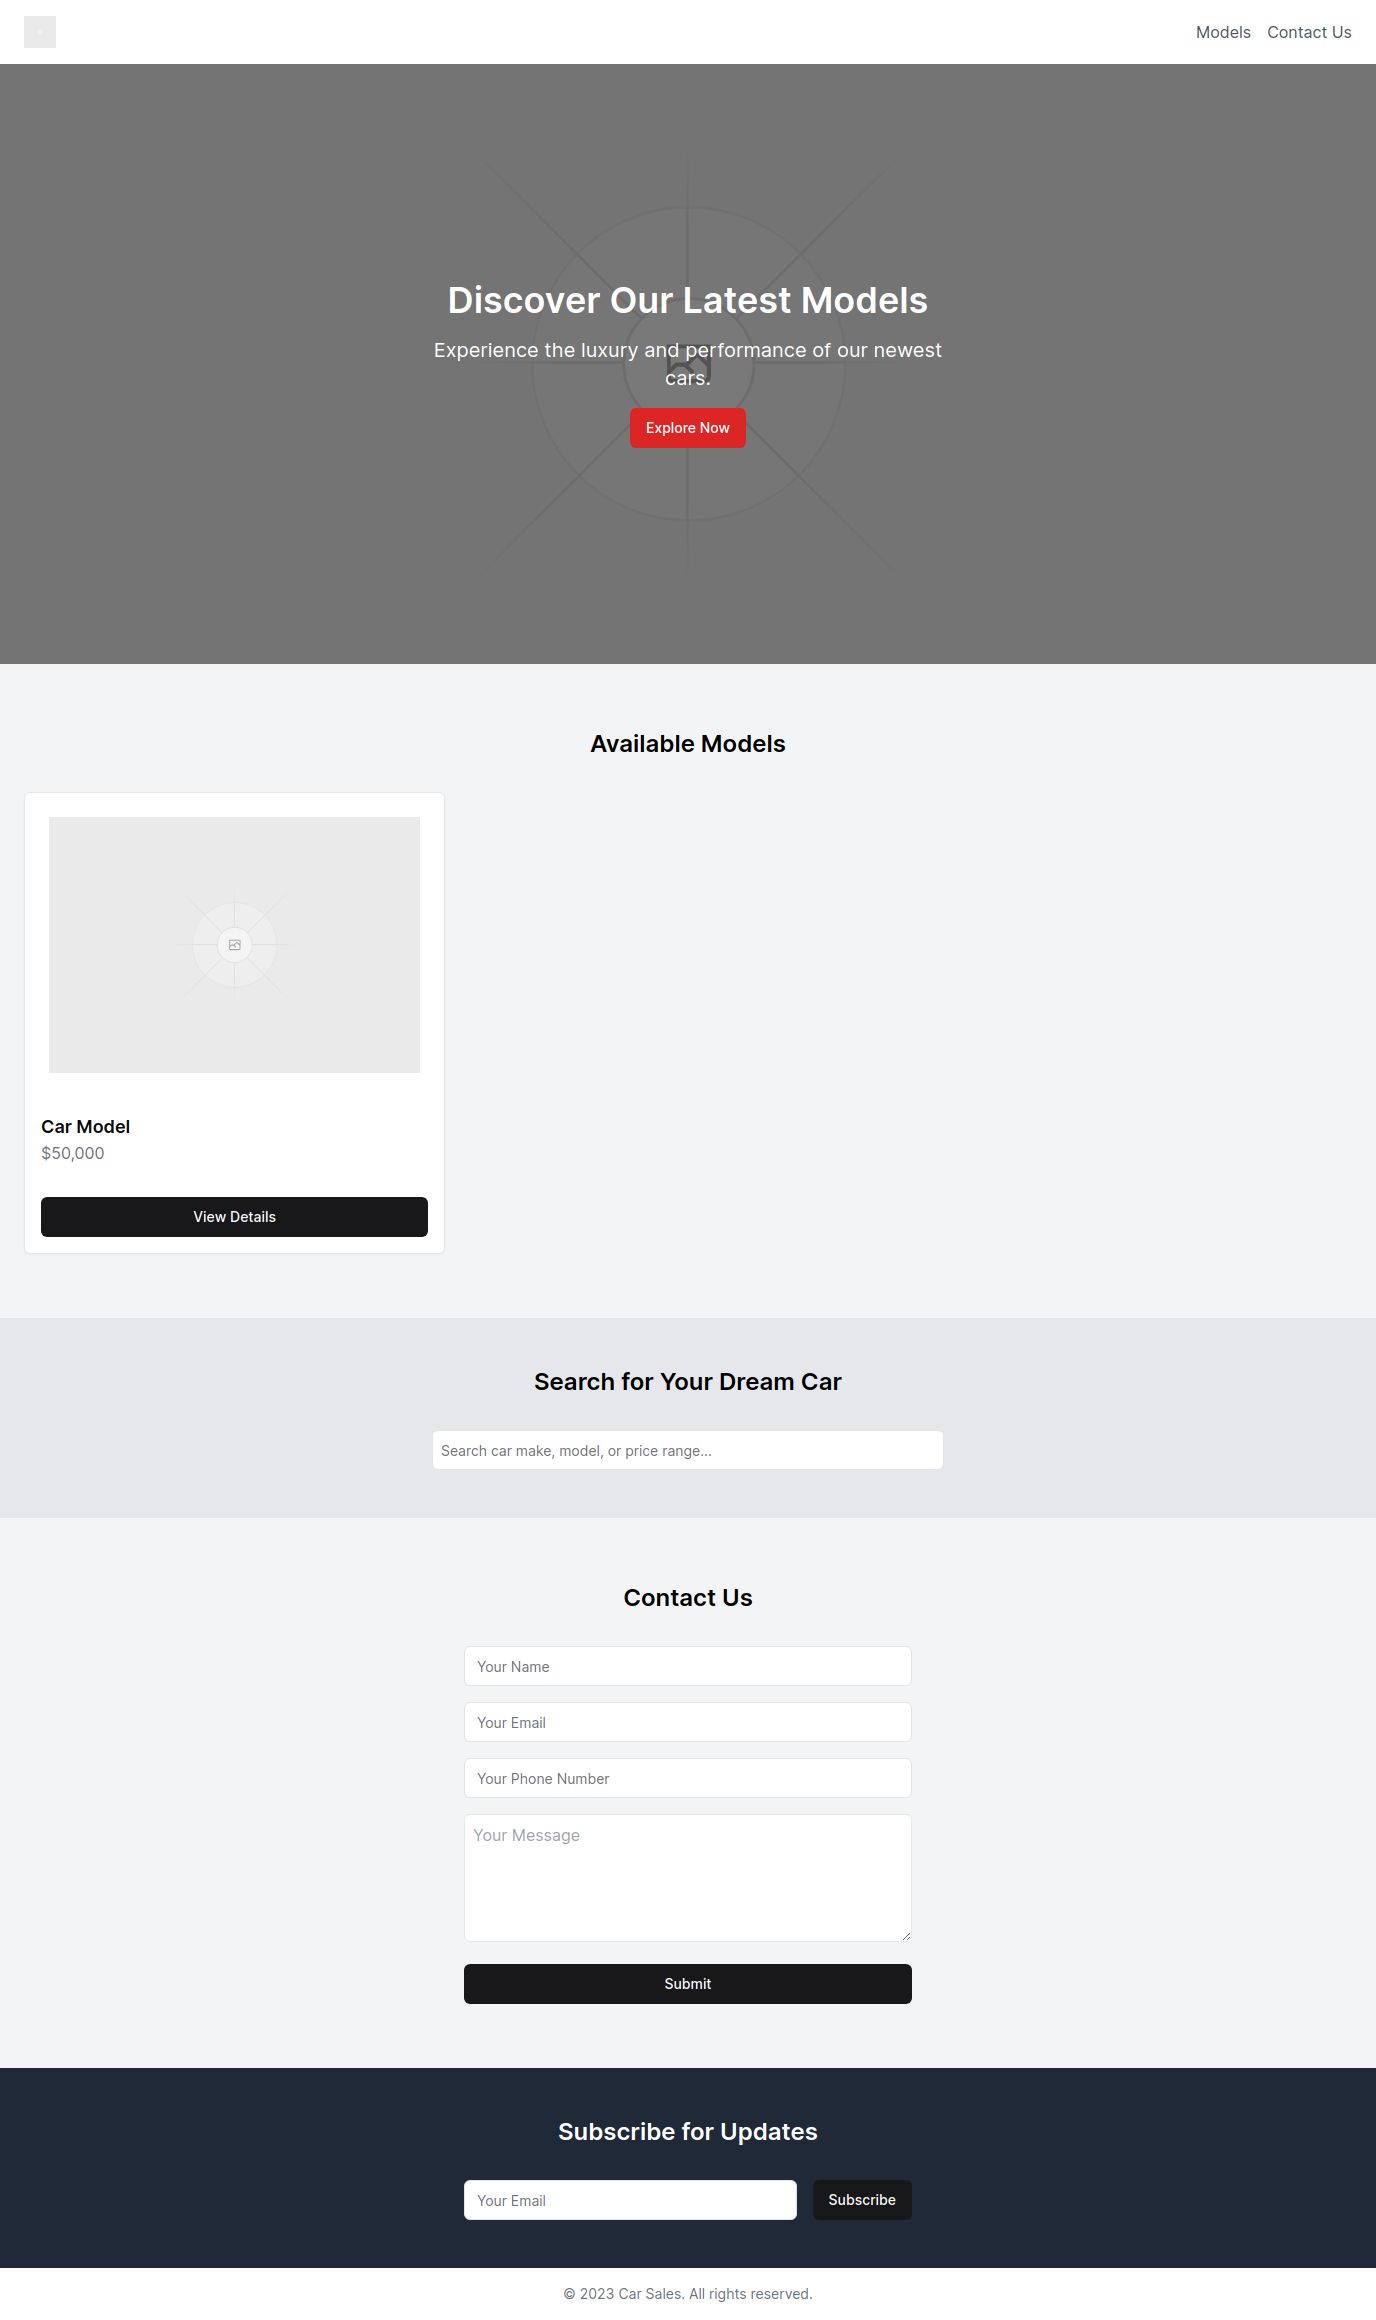 Models Contact Us
Discover Our Latest Models
Experience the luxury and performance of our newest
cars.
Explore Now
Available Models
Car Model
$50,000
View Details
Search for Your Dream Car
Search car make, model, or price range...
Contact Us
Your Name
Your Email
Your Phone Number
Your Message
Submit
Subscribe for Updates
Your Email Subscribe
© 2023 Car Sales. All rights reserved.